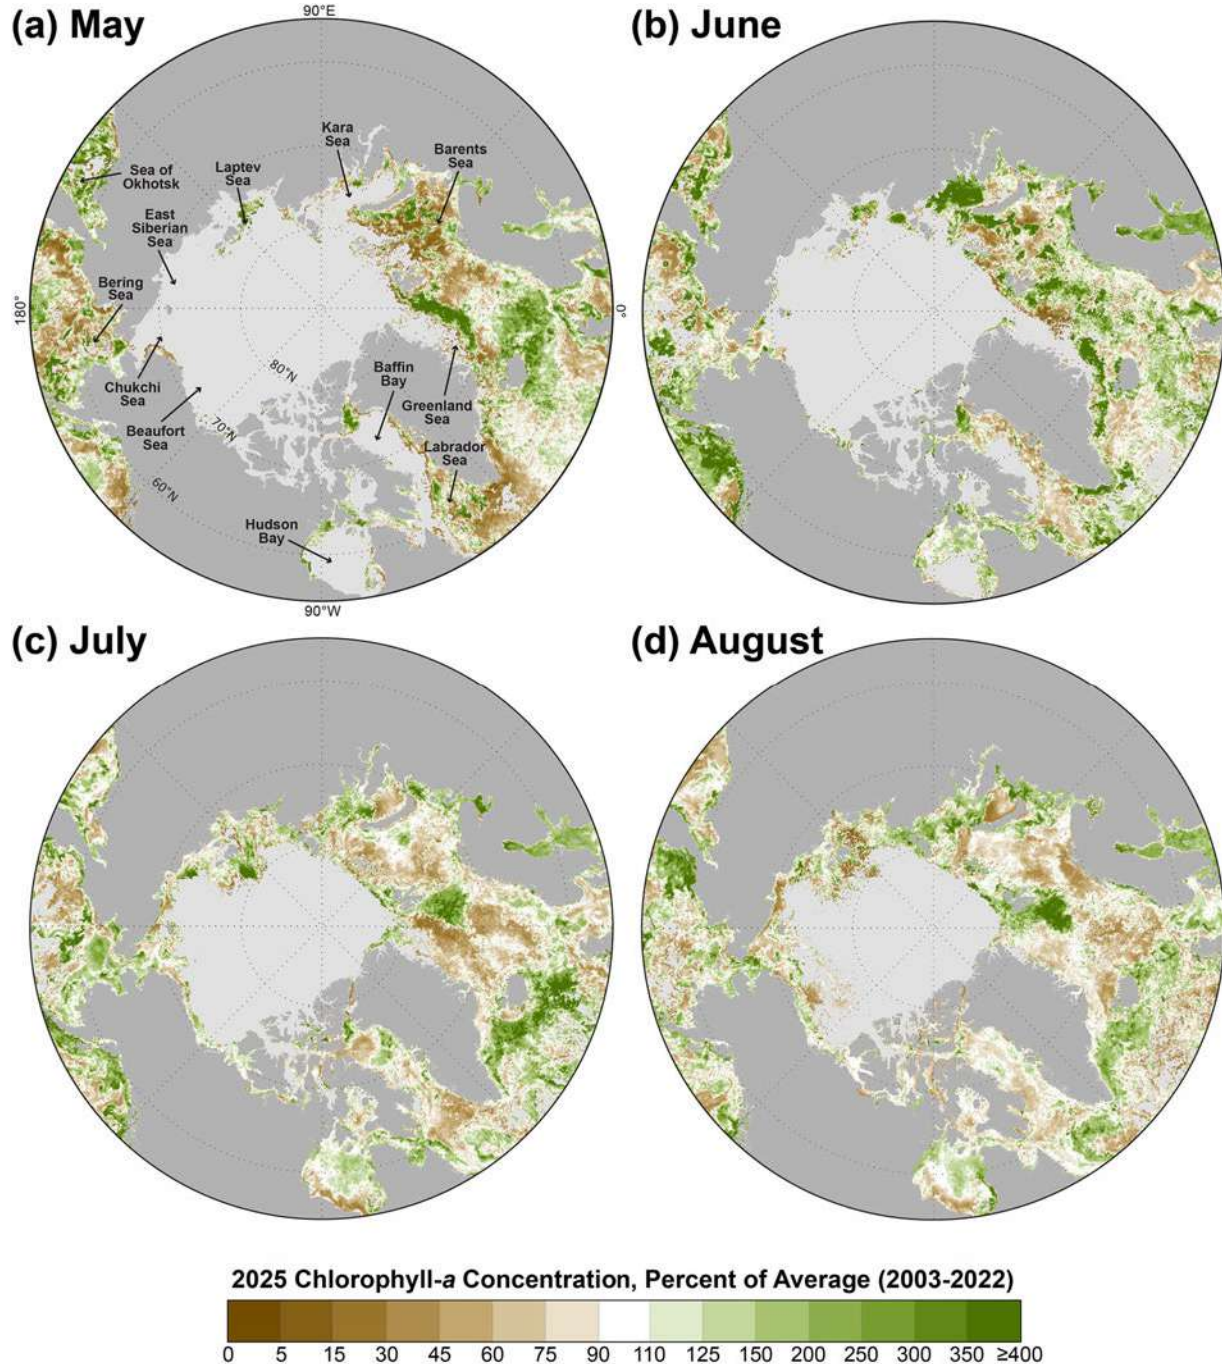 (a) May
(b) June
90°E
Kara
Sea
Barents
Sea
Sea of
Okhotsk
Laptev
Sea
East
Siberian
Sea
Bering
Sea
180°
0°
80°N
Baffin
Bay
Chukchi
Sea
Greenland
Sea
70°N
Beaufort
Sea
Labrador
Sea
60°N
Hudson
Bay
90°W
(c) July
(d) August
2025 Chlorophyll-a Concentration, Percent of Average (2003-2022)
0 5 15 30 45 60 75 90 110 125 150 200 250 300 350 ≥400